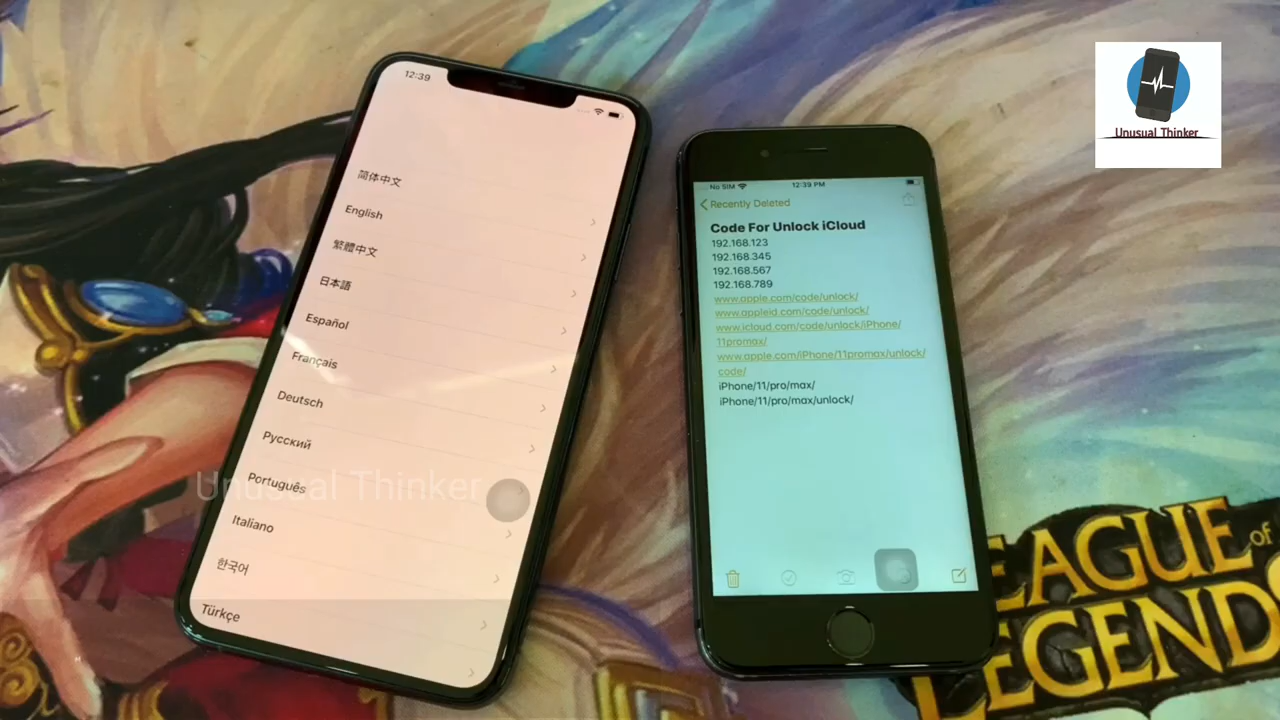 12:39
简体中文
English
繁體中文
日本語
Español
Français
Deutsch
Русский
Português
Italiano
한국어
Türkçe
Unusual Thinker
No SIM
12:39 PM
Recently Deleted
Code For Unlock iCloud
192.168.123
192.168.345
192.168.567
192.168.789
www.apple.com/code/unlock/
www.appleid.com/code/unlock/
www.icloud.com/code/unlock/iPhone/
11promax/
www.apple.com/iPhone/11promax/unlock/
code/
iPhone/11/pro/max/
iPhone/11/pro/max/unlock/
Unusual Thinker
LEAGUE of
LEGENDS